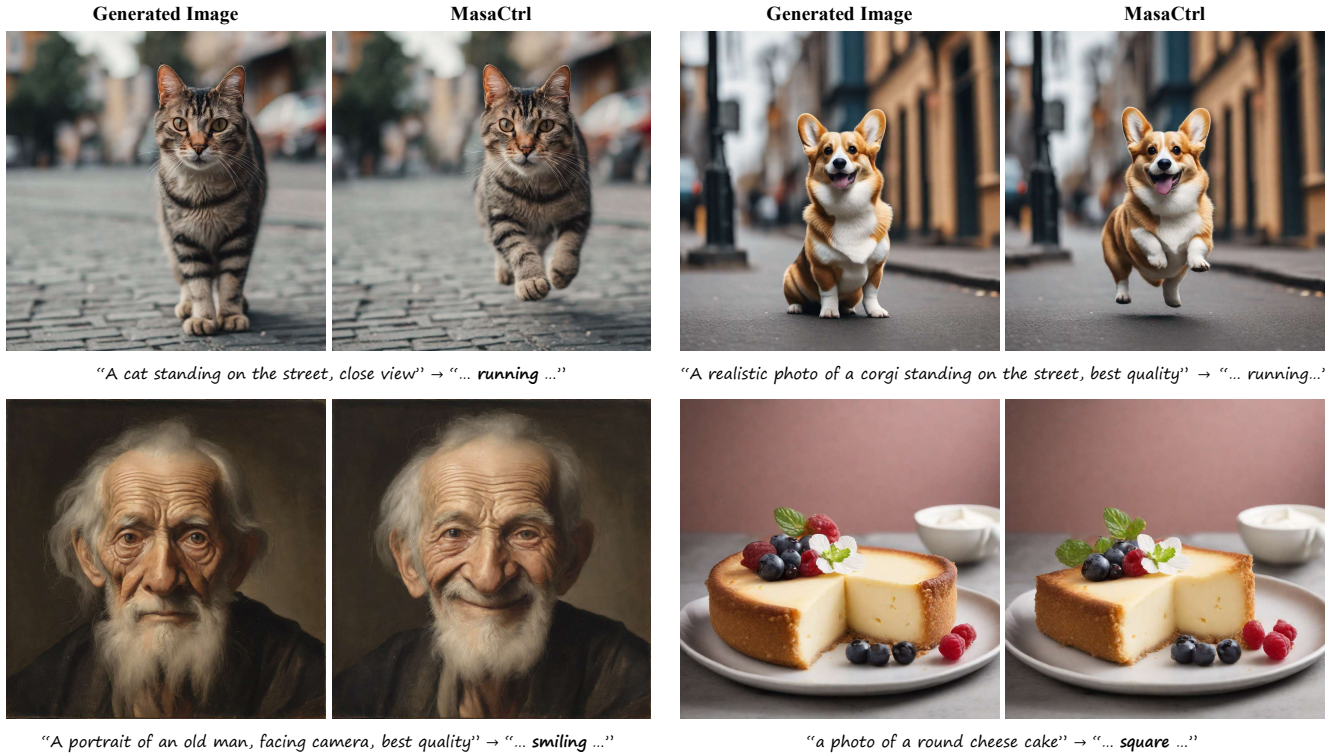 Generated Image
MasaCtrl
Generated Image
MasaCtrl
“A cat standing on the street, close view” → “... running ...”
“A realistic photo of a corgi standing on the street, best quality” → “... running...”
“A portrait of an old man, facing camera, best quality” → “... smiling ...”
“a photo of a round cheese cake” → “... square ...”